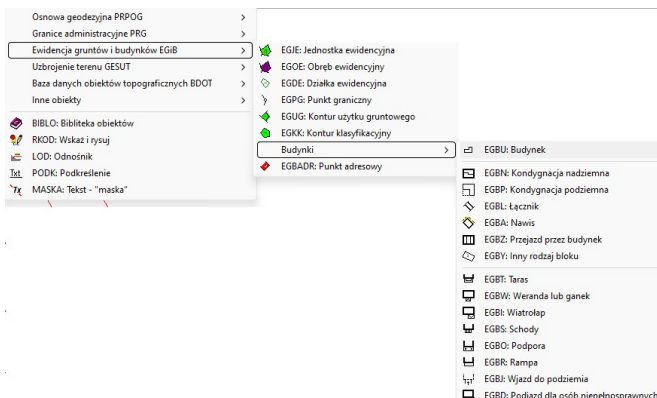 Osnowa geodezyjna PRPOG
Granice administracyjne PRG
Ewidencja gruntów i budynków EGiB
Uzbrojenie terenu GESUT
Baza danych obiektów topograficznych BDOT
Inne obiekty
BIBLO: Bibliteka obiektów
RKOD: Wskaż i rysuj
LOD: Odnośnik
Txt PODK: Podkreślenie
Tx MASKA: Tekst - "maska"
EGJE: Jednostka ewidencyjna
EGOE: Obręb ewidencyjny
EGDE: Działka ewidencyjna
EGPG: Punkt graniczny
EGUG: Kontur użytku gruntowego
EGKK: Kontur klasyfikacyjny
Budynki
EGBADR: Punkt adresowy
EGBU: Budynek
EGBN: Kondygnacja nadziemna
EGBP: Kondygnacja podziemna
EGBL: Łącznik
EGBA: Nawis
EGBZ: Przejazd przez budynek
EGBY: Inny rodzaj bloku
EGBT: Taras
EGBW: Weranda lub ganek
EGBI: Wiatrołap
EGBS: Schody
EGBO: Podpora
EGBR: Rampa
EGBJ: Wjazd do podziemia
EGBD: Podjazd dla osób niepełnosprawnych